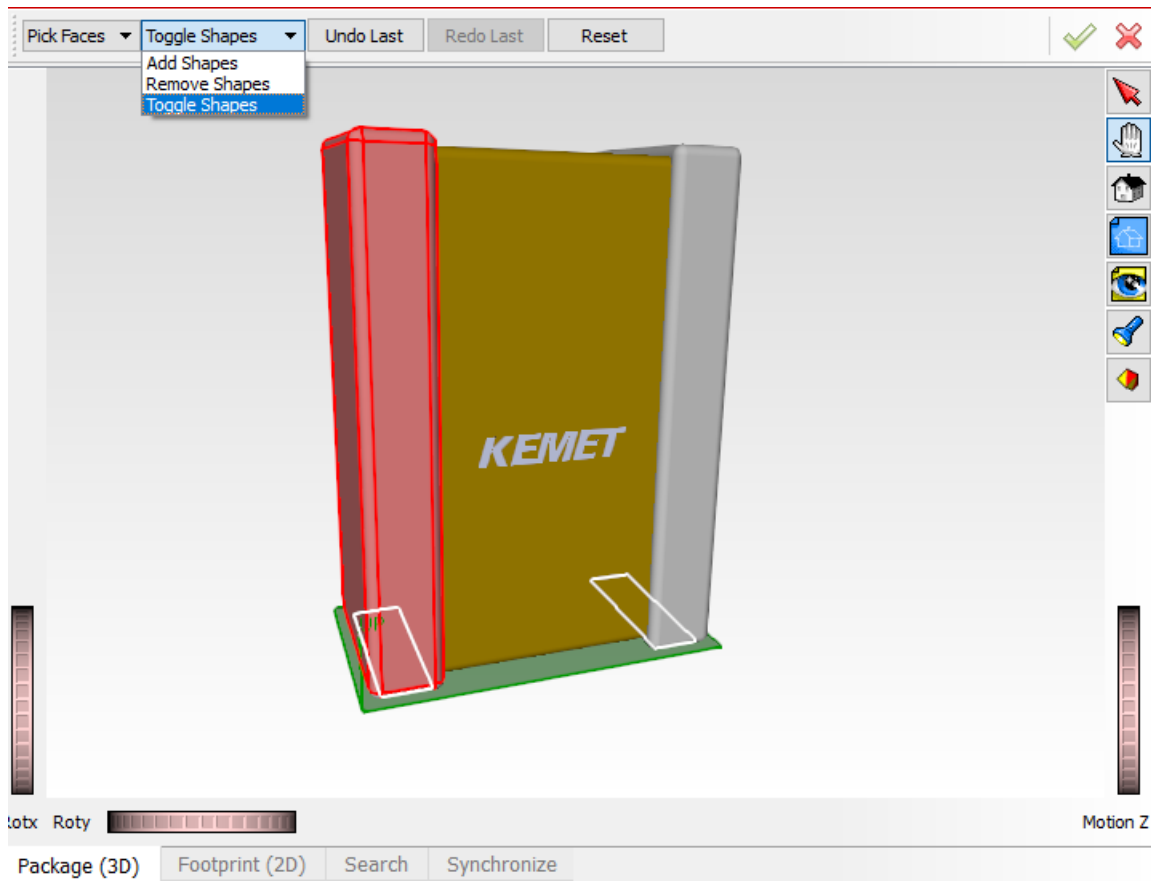 Pick Faces Toggle Shapes Undo Last Redo Last Reset
Add Shapes
Remove Shapes
Toggle Shapes
KEMET
UP
Rotx Roty Motion Z
Package (3D) Footprint (2D) Search Synchronize